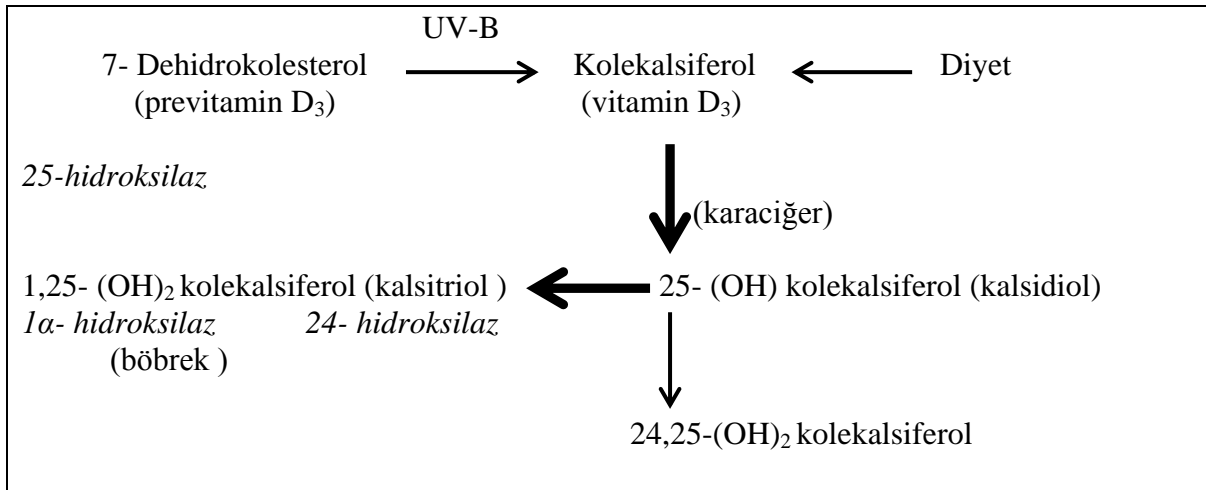 UV-B
7- Dehidrokolesterol Kolekalsiferol Diyet
(previtamin D₃) (vitamin D₃)
25-hidroksilaz
(karaciğer)
1,25- (OH)₂ kolekalsiferol (kalsitriol ) 25- (OH) kolekalsiferol (kalsidiol)
1α- hidroksilaz 24- hidroksilaz
(böbrek )
24,25-(OH)₂ kolekalsiferol